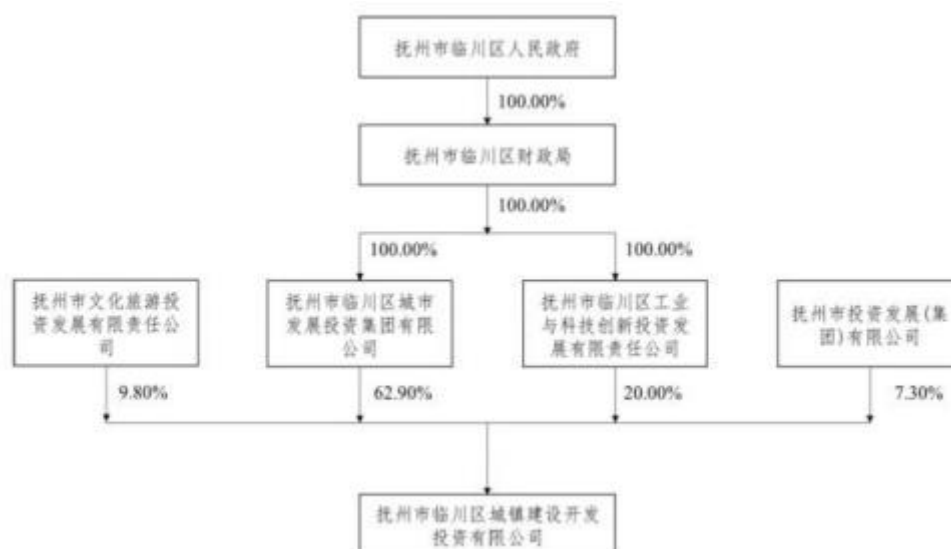 抚州市临川区人民政府
100.00%
抚州市临川区财政局
100.00%
100.00%
100.00%
抚州市文化旅游投
资发展有限责任公
司
抚州市临川区城市
发展投资集团有限
公司
抚州市临川区工业
与科技创新投资发
展有限责任公司
抚州市投资发展(集
团)有限公司
9.80%
62.90%
20.00%
7.30%
抚州市临川区城镇建设开发
投资有限公司